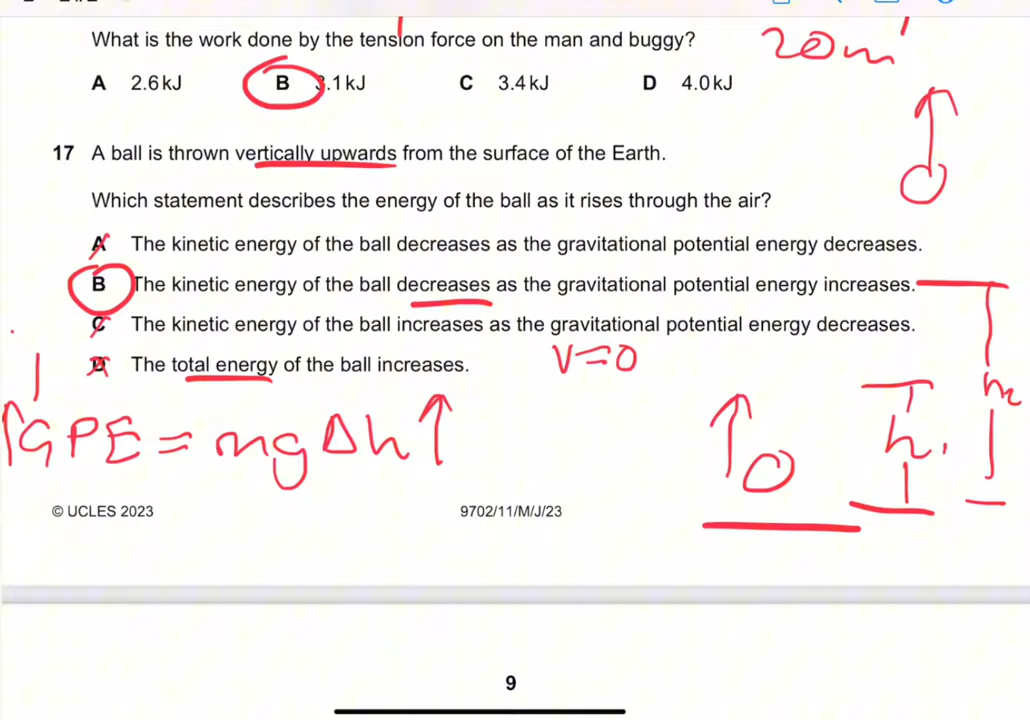 What is the work done by the tension force on the man and buggy?
20m
A 2.6 kJ B 3.1 kJ C 3.4 kJ D 4.0 kJ
17 A ball is thrown vertically upwards from the surface of the Earth.
Which statement describes the energy of the ball as it rises through the air?
A The kinetic energy of the ball decreases as the gravitational potential energy decreases.
B The kinetic energy of the ball decreases as the gravitational potential energy increases.
C The kinetic energy of the ball increases as the gravitational potential energy decreases.
D The total energy of the ball increases.
v=0
↑GPE = mgΔh↑
h
h
© UCLES 2023
9702/11/M/J/23
9